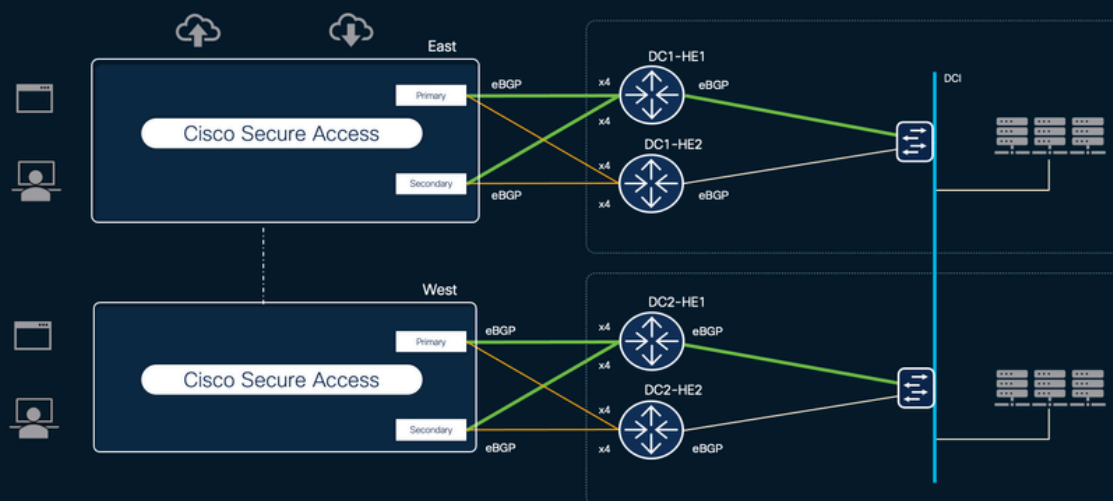 East
DC1-HE1
Primary
eBGP
x4
eBGP
DCI
Cisco Secure Access
x4
DC1-HE2
x4
Secondary
eBGP
x4
eBGP
West
DC2-HE1
Primary
eBGP
x4
eBGP
Cisco Secure Access
x4
DC2-HE2
x4
Secondary
eBGP
x4
eBGP